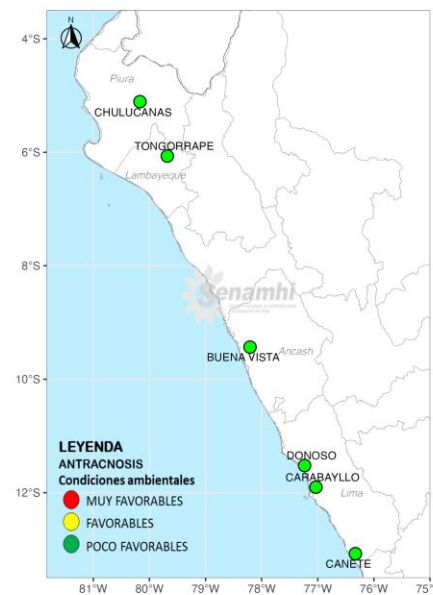 N
4°S
Piura
CHULUCANAS
TONGORRAPE
6°S
Lambayeque
8°S
Senamhi
BUENA VISTA
Ancash
10°S
LEYENDA
ANTRACNOSIS
Condiciones ambientales
MUY FAVORABLES
FAVORABLES
POCO FAVORABLES
DONOSO
CARABAYLLO
12°S
Lima
CANETE
81°W 80°W 79°W 78°W 77°W 76°W 75°W